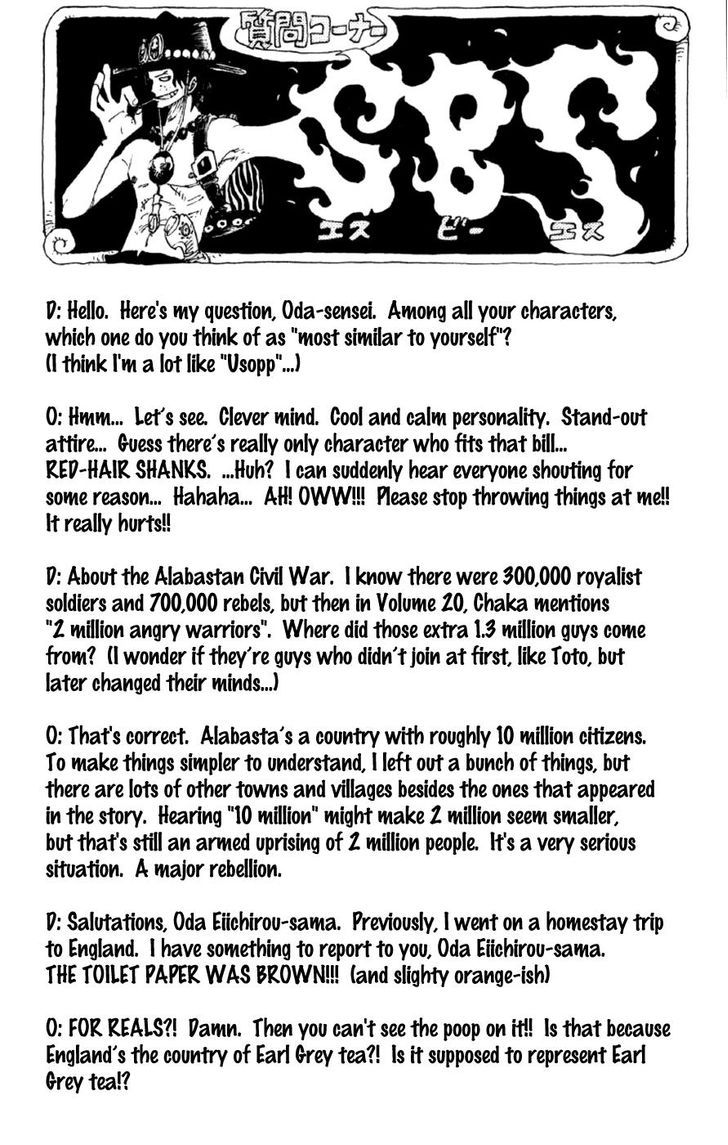 質問コーナー
SBS
エス ビー エス
D: Hello. Here's my question, Oda-sensei. Among all your characters,
which one do you think of as "most similar to yourself"?
(I think I'm a lot like "Usopp"...)
O: Hmm... Let's see. Clever mind. Cool and calm personality. Stand-out
attire... Guess there's really only character who fits that bill...
RED-HAIR SHANKS. ...Huh? I can suddenly hear everyone shouting for
some reason... Hahaha... AH! OWW!!! Please stop throwing things at me!!
It really hurts!!
D: About the Alabastan Civil War. I know there were 300,000 royalist
soldiers and 700,000 rebels, but then in Volume 20, Chaka mentions
"2 million angry warriors". Where did those extra 1.3 million guys come
from? (I wonder if they're guys who didn't join at first, like Toto, but
later changed their minds...)
O: That's correct. Alabasta's a country with roughly 10 million citizens.
To make things simpler to understand, I left out a bunch of things, but
there are lots of other towns and villages besides the ones that appeared
in the story. Hearing "10 million" might make 2 million seem smaller,
but that's still an armed uprising of 2 million people. It's a very serious
situation. A major rebellion.
D: Salutations, Oda Eiichirou-sama. Previously, I went on a homestay trip
to England. I have something to report to you, Oda Eiichirou-sama.
THE TOILET PAPER WAS BROWN!!! (and slighty orange-ish)
O: FOR REALS?! Damn. Then you can't see the poop on it!! Is that because
England's the country of Earl Grey tea?! Is it supposed to represent Earl
Grey tea!?